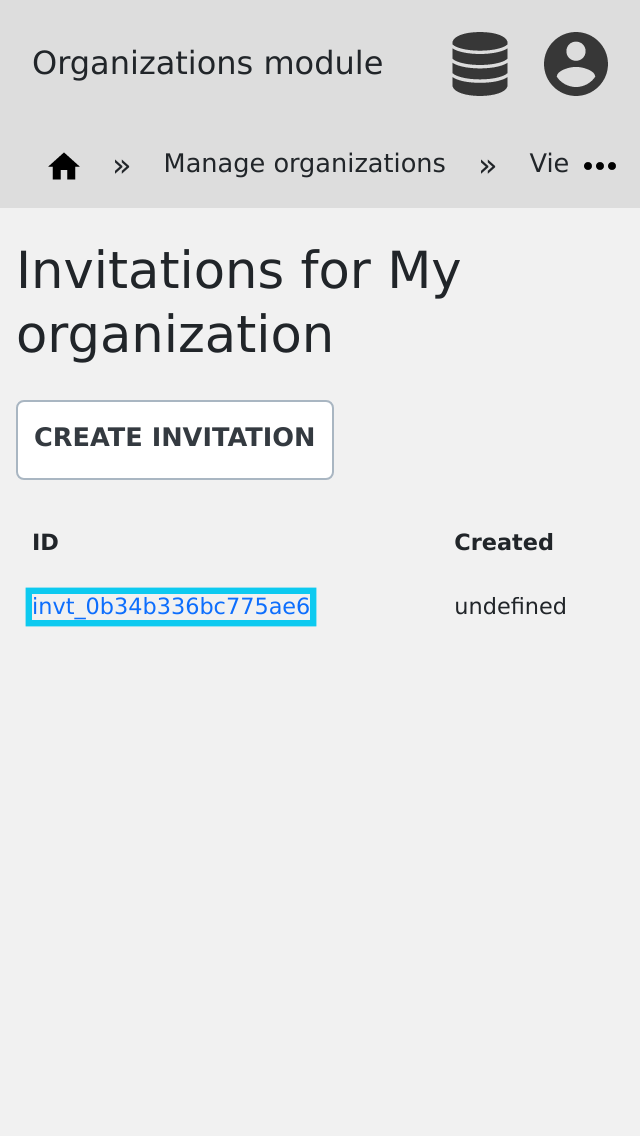 Organizations module
» Manage organizations » Vie •••
Invitations for My
organization
CREATE INVITATION
ID Created
invt_0b34b336bc775ae6 undefined